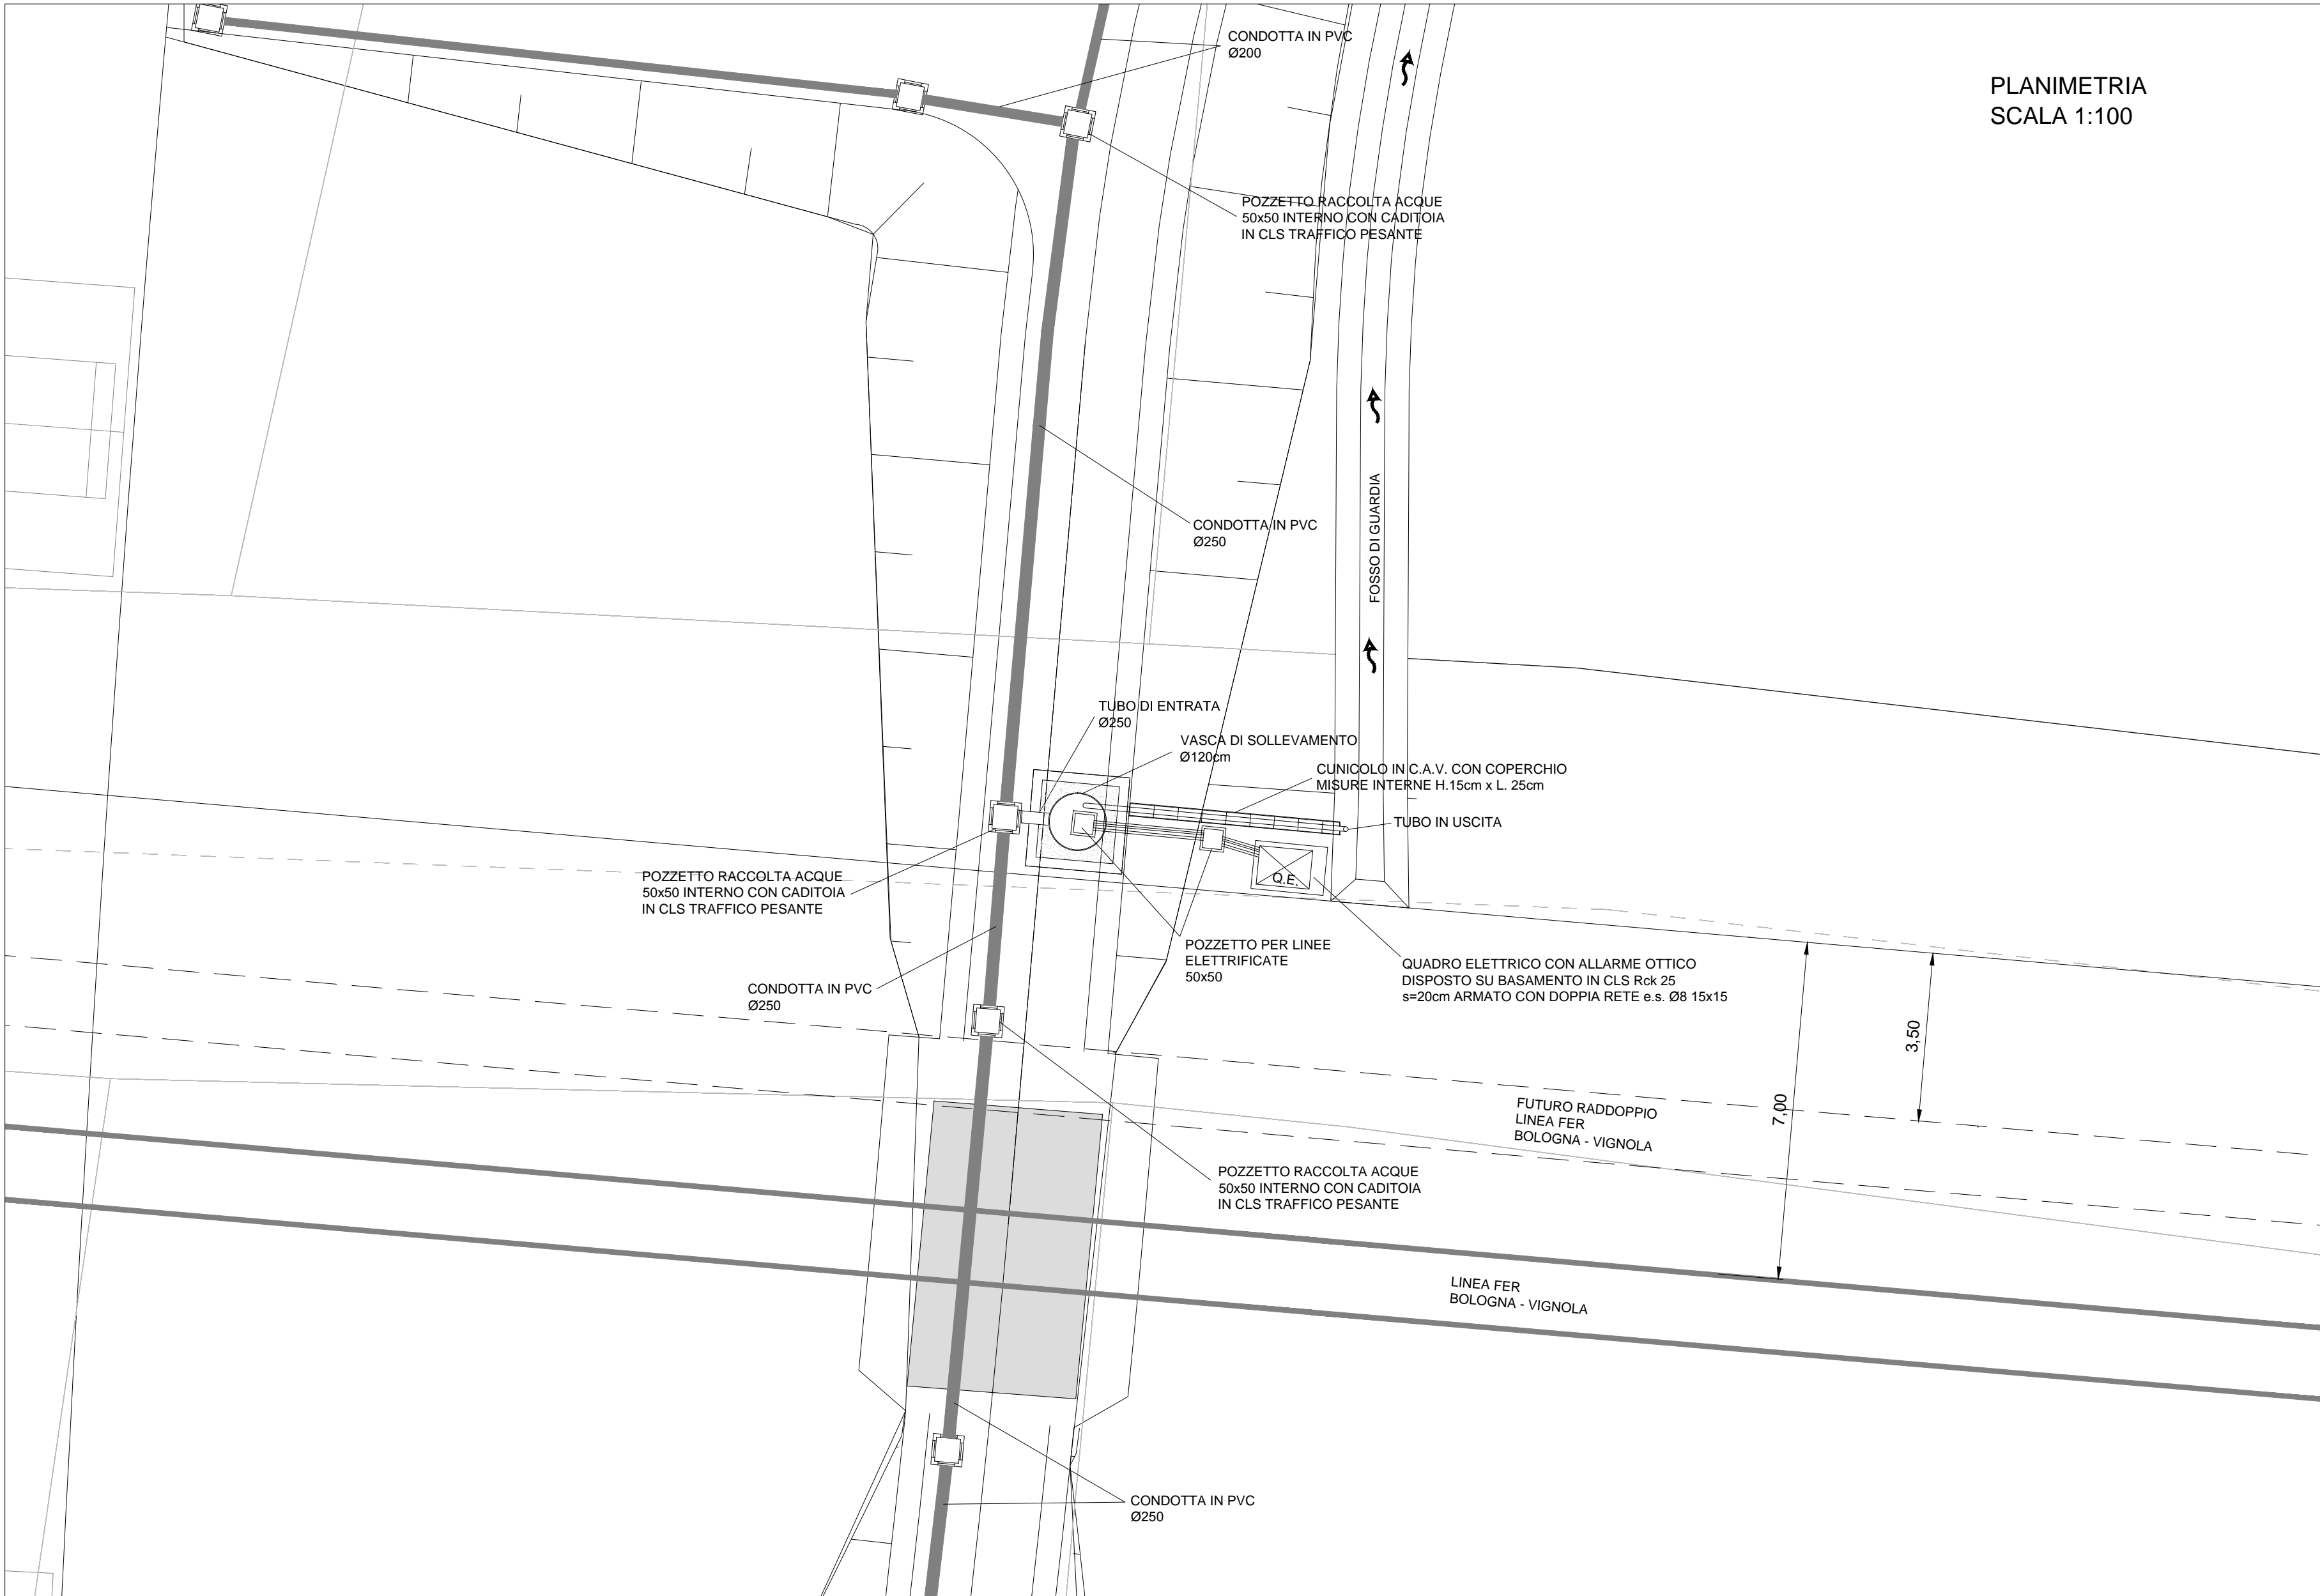 CONDOTTA IN PVC
Ø200
PLANIMETRIA
SCALA 1:100
POZZETTO RACCOLTA ACQUE
50x50 INTERNO CON CADITOIA
IN CLS TRAFFICO PESANTE
CONDOTTA IN PVC
Ø250
FOSSO DI GUARDIA
TUBO DI ENTRATA
Ø250
VASCA DI SOLLEVAMENTO
Ø120cm
CUNICOLO IN C.A.V. CON COPERCHIO
MISURE INTERNE H.15cm x L. 25cm
TUBO IN USCITA
Q.E.
POZZETTO RACCOLTA ACQUE
50x50 INTERNO CON CADITOIA
IN CLS TRAFFICO PESANTE
POZZETTO PER LINEE
ELETTRIFICATE
50x50
QUADRO ELETTRICO CON ALLARME OTTICO
DISPOSTO SU BASAMENTO IN CLS Rck 25
s=20cm ARMATO CON DOPPIA RETE e.s. Ø8 15x15
CONDOTTA IN PVC
Ø250
3,50
7,00
FUTURO RADDOPPIO
LINEA FER
BOLOGNA - VIGNOLA
POZZETTO RACCOLTA ACQUE
50x50 INTERNO CON CADITOIA
IN CLS TRAFFICO PESANTE
LINEA FER
BOLOGNA - VIGNOLA
CONDOTTA IN PVC
Ø250